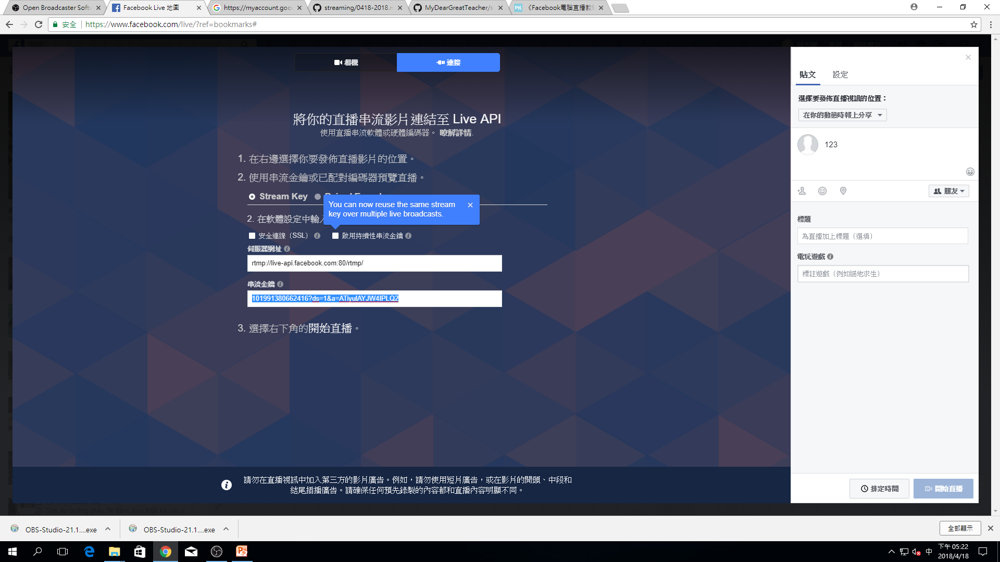 Open Broadcaster Softw
Facebook Live 地圖
https://myaccount.goo
streaming/0418-2018.m
MyDearGreatTeacher/s
《Facebook電腦直播教學
安全
https://www.facebook.com/live/?ref=bookmarks#
相機
連接
將你的直播串流影片連結至 Live API
使用直播串流軟體或硬體編碼器。 瞭解詳情.
1. 在右邊選擇你要發佈直播影片的位置。
2. 使用串流金鑰或已配對編碼器預覽直播。
Stream Key
You can now reuse the same stream
key over multiple live broadcasts.
2. 在軟體設定中輸入
安全連線（SSL）
啟用持續性串流金鑰
伺服器網址
rtmp://live-api.facebook.com:80/rtmp/
串流金鑰
101991380662416?ds=1&a=ATiyulAYJW4IPLQ2
3. 選擇右下角的開始直播。
請勿在直播視訊中加入第三方的影片廣告。例如，請勿使用短片廣告，或在影片的開頭、中段和
結尾插播廣告。請確保任何預先錄製的內容都和直播內容明顯不同。
貼文
設定
選擇要發佈直播視訊的位置：
在你的動態時報上分享
123
朋友
標題
為直播加上標題（選填）
電玩遊戲
標註遊戲（例如絕地求生）
排定時間
開始直播
OBS-Studio-21.1....exe
OBS-Studio-21.1....exe
全部顯示
中
下午 05:22
2018/4/18